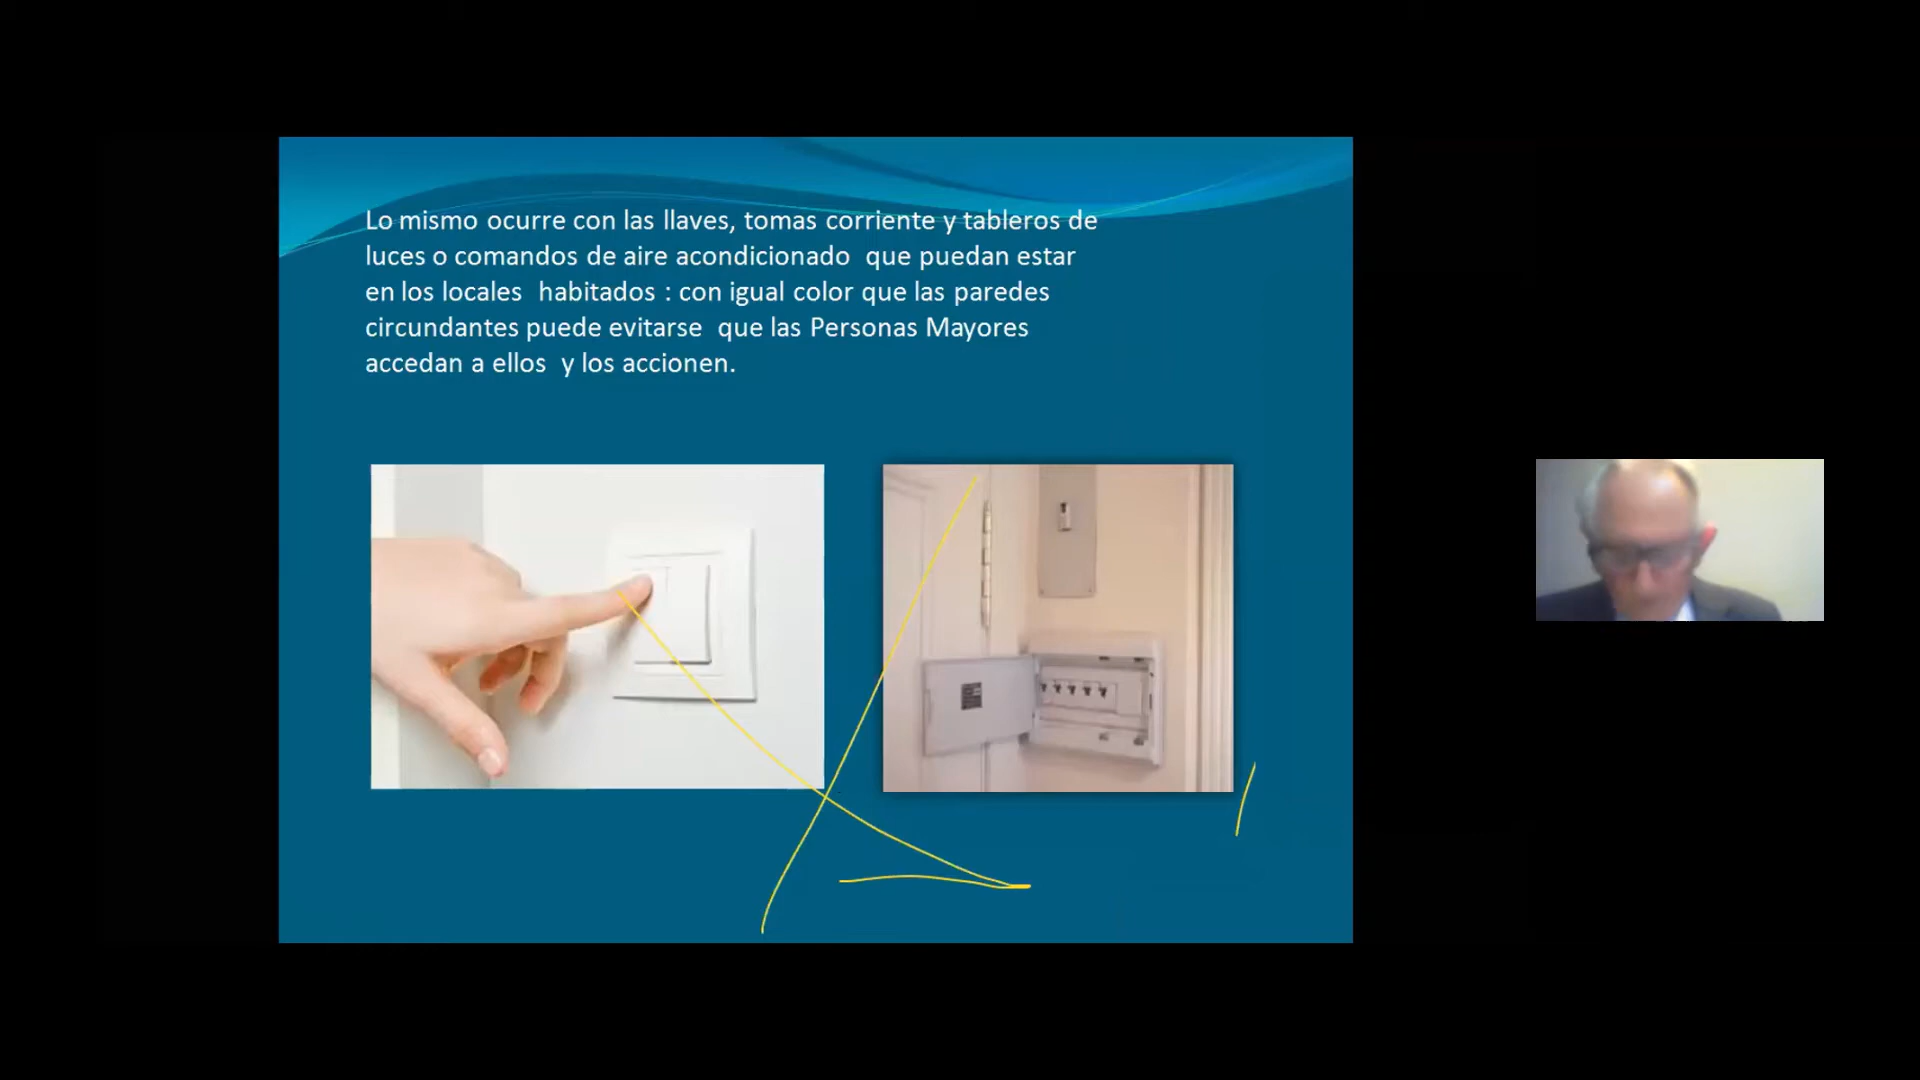 Lo mismo ocurre con las llaves, tomas corriente y tableros de
luces o comandos de aire acondicionado que puedan estar
en los locales habitados : con igual color que las paredes
circundantes puede evitarse que las Personas Mayores
accedan a ellos y los accionen.